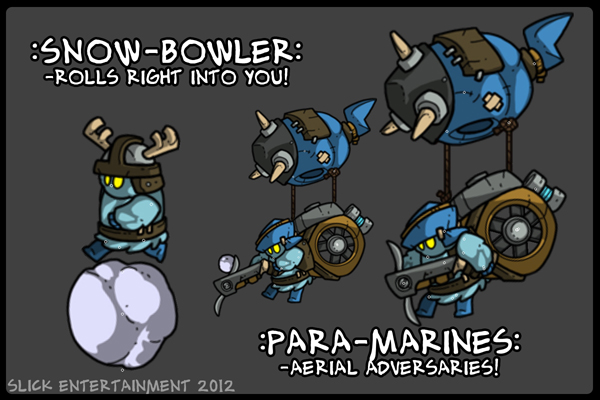 :SNOW-BOWLER:
-ROLLS RIGHT INTO YOU!
:PARA-MARINES:
-AERIAL ADVERSARIES!
SLICK ENTERTAINMENT 2012